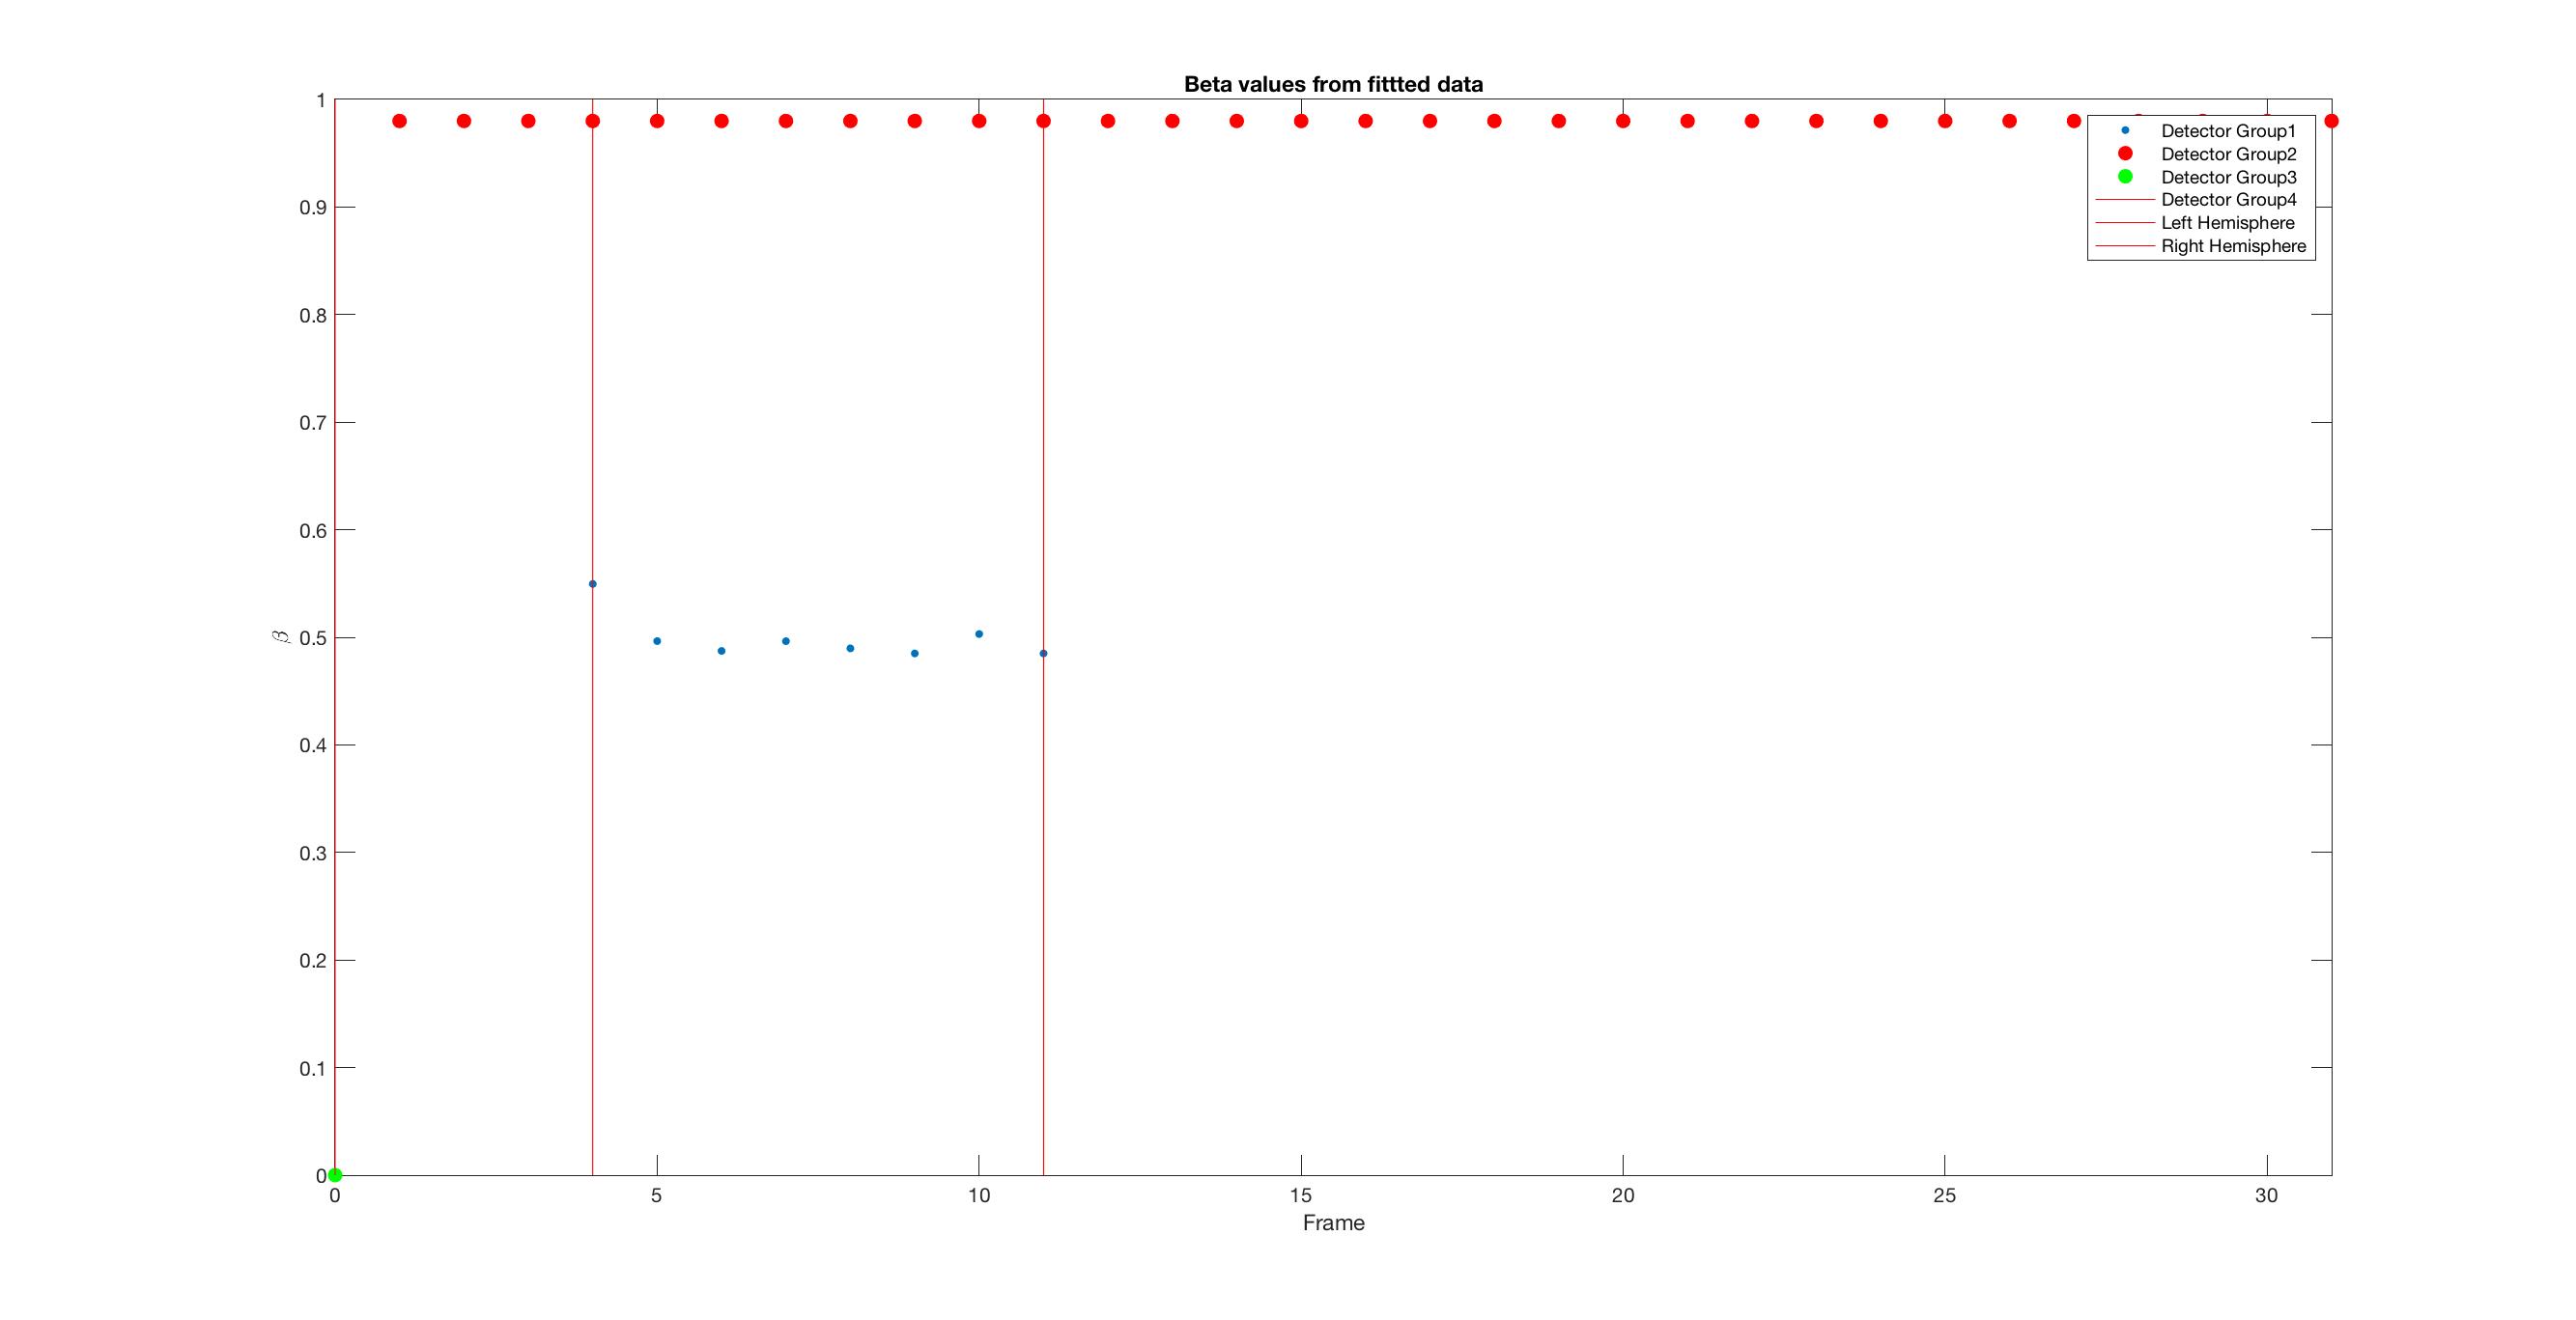 Beta values from fittted data
1
0.9
0.8
0.7
0.6
0.5
0.4
0.3
0.2
0.1
0
β
Detector Group1
Detector Group2
Detector Group3
Detector Group4
Left Hemisphere
Right Hemisphere
0 5 10 15 20 25 30
Frame